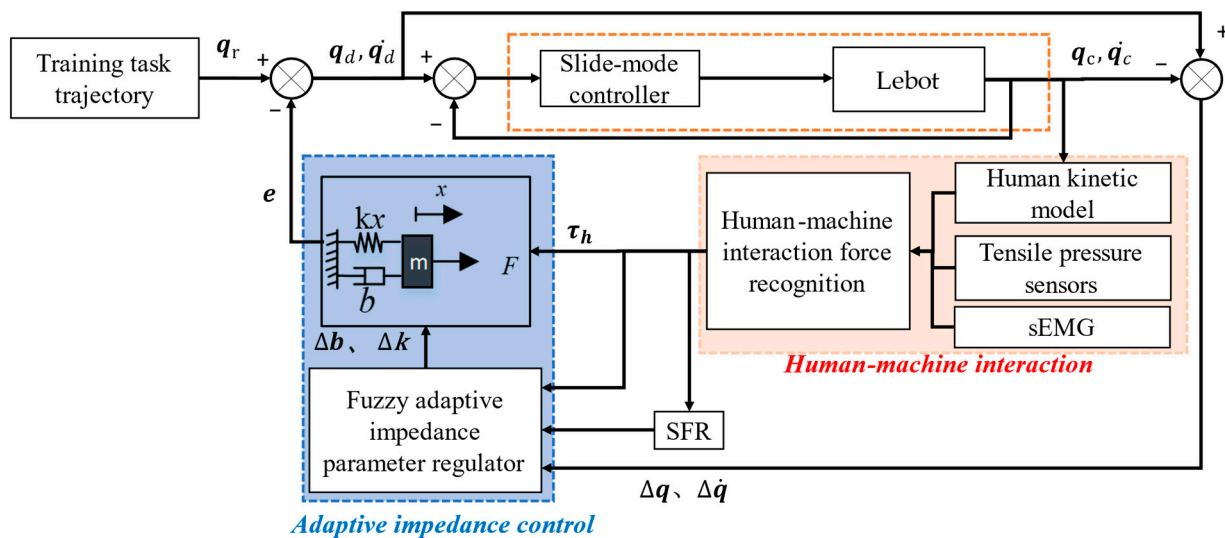 Training task
trajectory
q_r
+
−
q_d, q̇_d
+
−
Slide-mode
controller
Lebot
q_c, q̇_c
+
−
e
x
kx
m
b
F
Δb、 Δk
Fuzzy adaptive
impedance
parameter regulator
Adaptive impedance control
τ_h
Human-machine
interaction force
recognition
Human kinetic
model
Tensile pressure
sensors
sEMG
Human-machine interaction
SFR
Δq、Δq̇